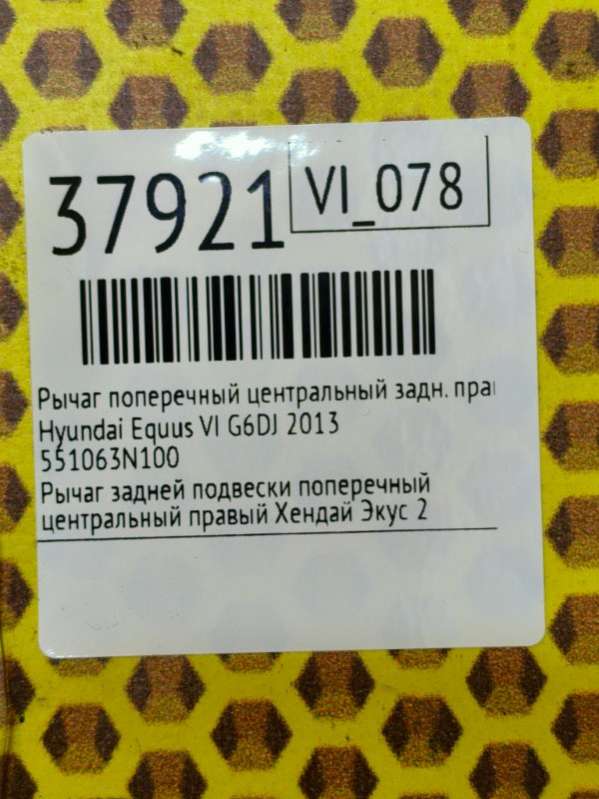 37921
VI_078
Рычаг поперечный центральный задн. пра
Hyundai Equus VI G6DJ 2013
551063N100
Рычаг задней подвески поперечный
центральный правый Хендай Экус 2